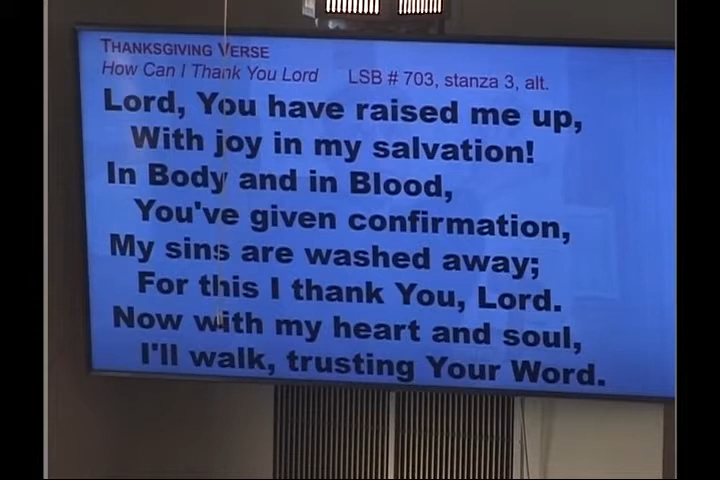 THANKSGIVING VERSE
How Can I Thank You Lord LSB # 703, stanza 3, alt.
Lord, You have raised me up,
With joy in my salvation!
In Body and in Blood,
You've given confirmation,
My sins are washed away;
For this I thank You, Lord.
Now with my heart and soul,
I'll walk, trusting Your Word.